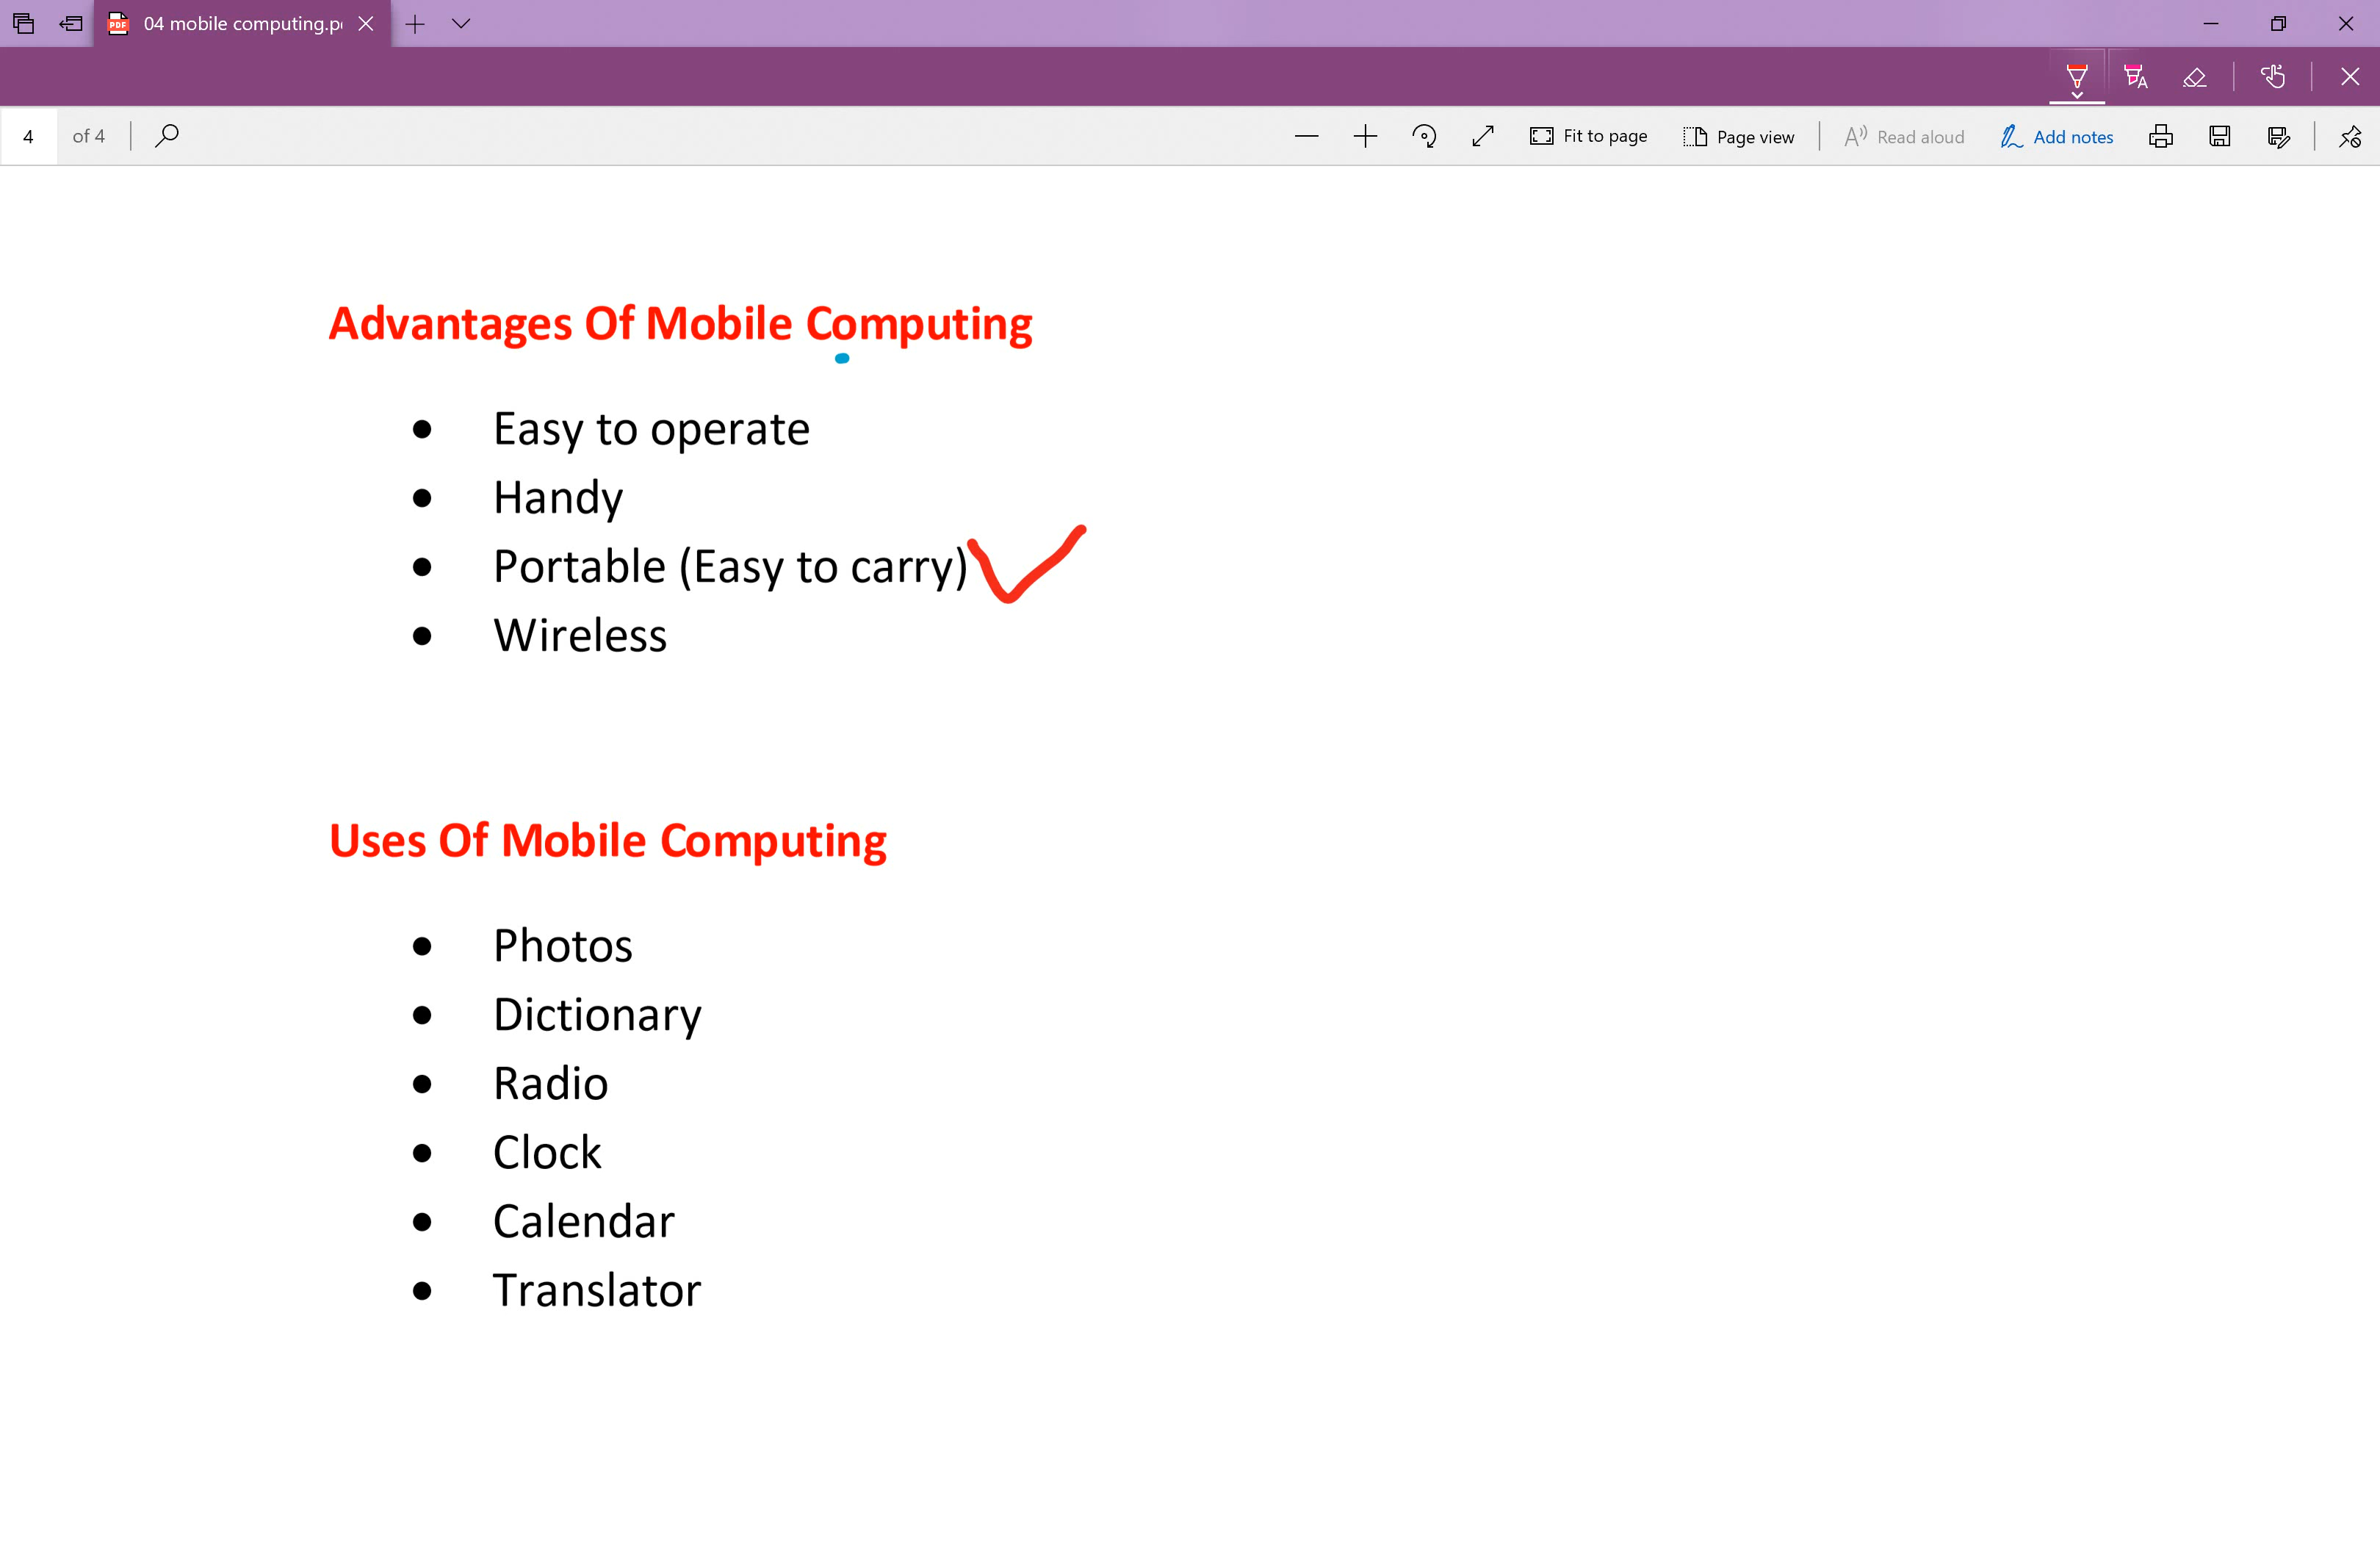 04 mobile computing.p
4 of 4 Fit to page Page view Read aloud Add notes
Advantages Of Mobile Computing
● Easy to operate
● Handy
● Portable (Easy to carry)
● Wireless
Uses Of Mobile Computing
● Photos
● Dictionary
● Radio
● Clock
● Calendar
● Translator